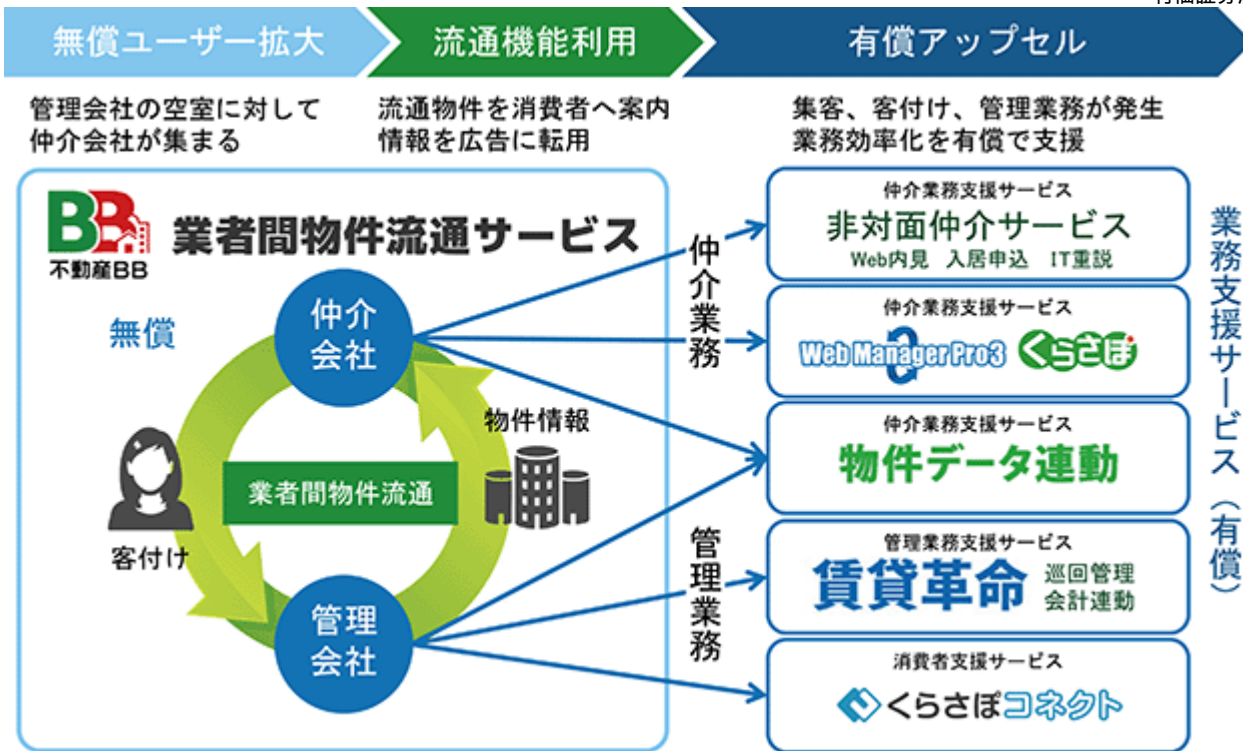 無償ユーザー拡大
流通機能利用
有償アップセル
管理会社の空室に対して
仲介会社が集まる
流通物件を消費者へ案内
情報を広告に転用
集客、客付け、管理業務が発生
業務効率化を有償で支援
BB
不動産BB
業者間物件流通サービス
無償
仲介
会社
物件情報
業者間物件流通
客付け
管理
会社
仲介業務
管理業務
仲介業務支援サービス
非対面仲介サービス
Web内見 入居申込 IT重説
仲介業務支援サービス
Web Manager Pro3 くらさぽ
仲介業務支援サービス
物件データ連動
管理業務支援サービス
賃貸革命 巡回管理
会計連動
消費者支援サービス
くらさぽコネクト
業務支援サービス（有償）